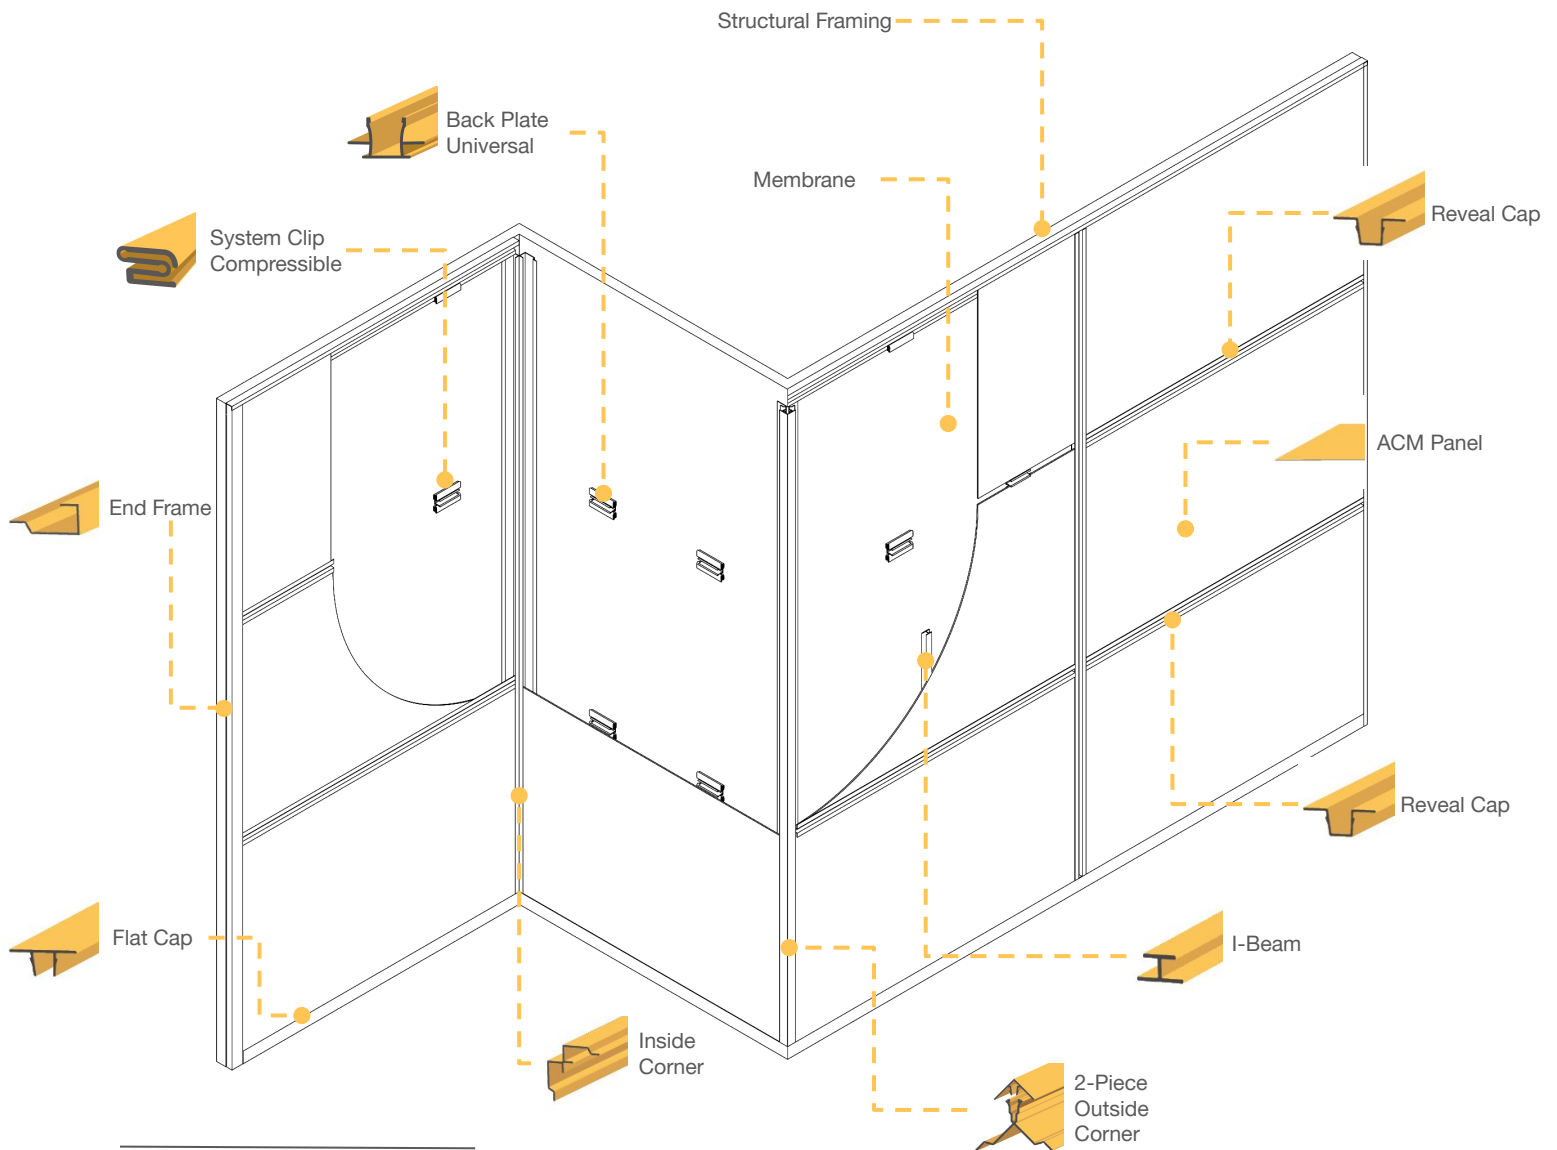 Structural Framing
Back Plate
Universal
Membrane
Reveal Cap
System Clip
Compressible
ACM Panel
End Frame
Reveal Cap
Flat Cap
I-Beam
Inside
Corner
2-Piece
Outside
Corner